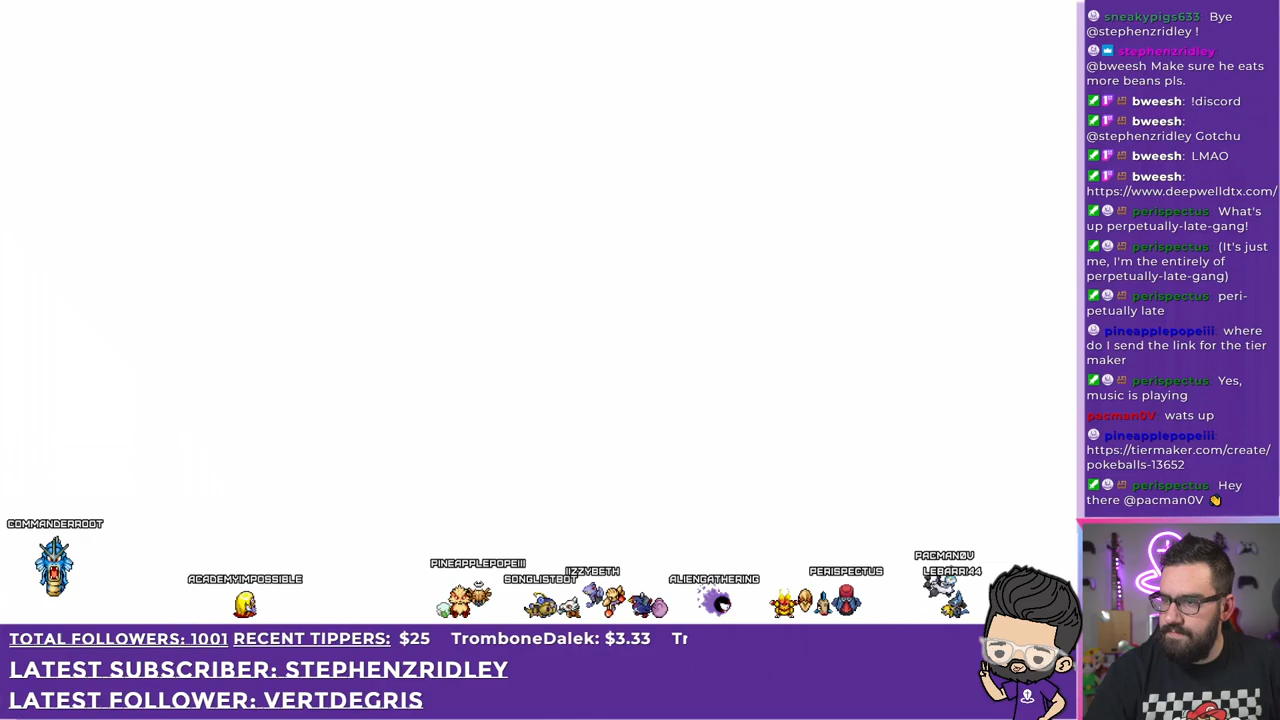 sneakypigs633 Bye
@stephenzridley !
stephenzridley
@bweesh Make sure he eats
more beans pls.
bweesh: !discord
bweesh:
@stephenzridley Gotchu
bweesh: LMAO
bweesh:
https://www.deepwelldtx.com/
perispectus What's
up perpetually-late-gang!
perispectus (It's just
me, I'm the entirely of
perpetually-late-gang)
perispectus peri-
petually late
pineapplepopeiii where
do I send the link for the tier
maker
perispectus Yes,
music is playing
pacman0V wats up
pineapplepopeiii
https://tiermaker.com/create/
pokeballs-13652
perispectus Hey
there @pacman0V 👋
COMMANDERROOT
ACADEMYIMPOSSIBLE
PINEAPPLEPOPEIII
SONGLISTBOT
IIZZYBETH
ALIENGATHERING
PERISPECTUS
PACMAN0V
LEBARRI44
TOTAL FOLLOWERS: 1001 RECENT TIPPERS: $25 TromboneDalek: $3.33 Tr
LATEST SUBSCRIBER: STEPHENZRIDLEY
LATEST FOLLOWER: VERTDEGRIS